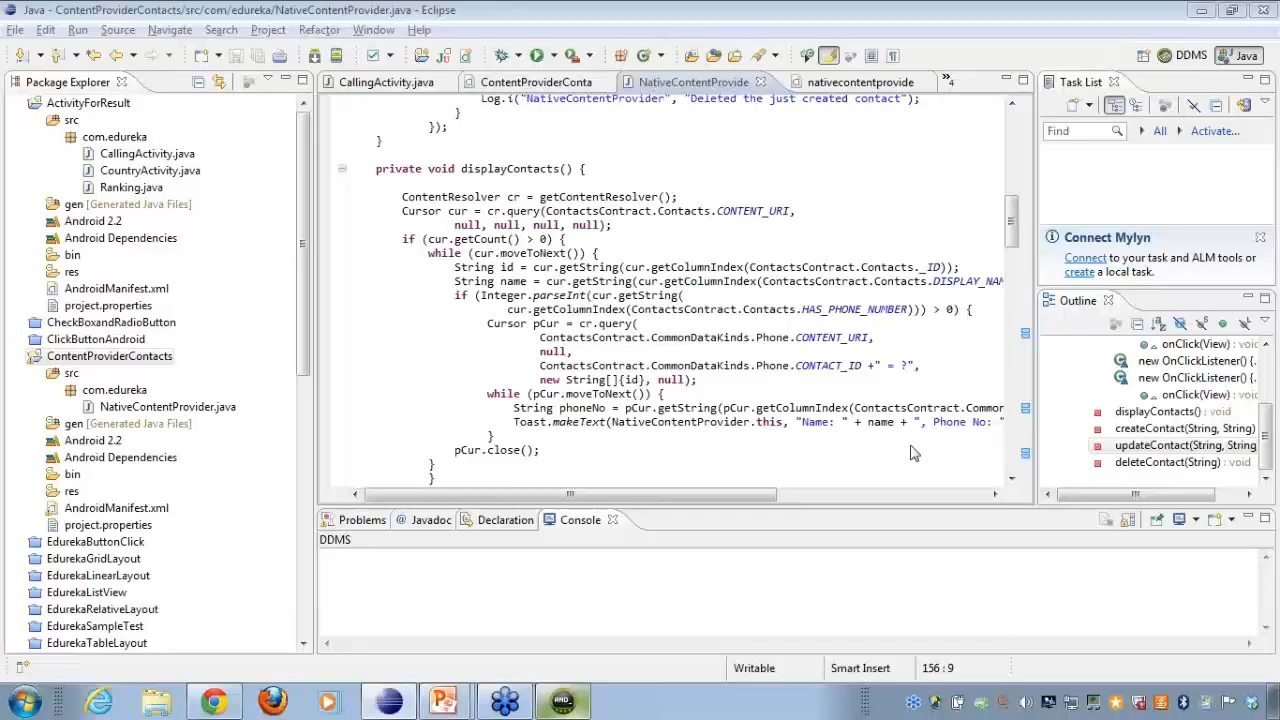 Java - ContentProviderContacts/src/com/edureka/NativeContentProvider.java - Eclipse
File Edit Run Source Navigate Search Project Refactor Window Help
DDMS Java
Package Explorer
ActivityForResult
src
com.edureka
CallingActivity.java
CountryActivity.java
Ranking.java
gen [Generated Java Files]
Android 2.2
Android Dependencies
bin
res
AndroidManifest.xml
project.properties
CheckBoxandRadioButton
ClickButtonAndroid
ContentProviderContacts
src
com.edureka
NativeContentProvider.java
gen [Generated Java Files]
Android 2.2
Android Dependencies
bin
res
AndroidManifest.xml
project.properties
EdurekaButtonClick
EdurekaGridLayout
EdurekaLinearLayout
EdurekaListView
EdurekaRelativeLayout
EdurekaSampleTest
EdurekaTableLayout
CallingActivity.java ContentProviderConta NativeContentProvide nativecontentprovide »4
Log.i("NativeContentProvider", "Deleted the just created contact");
}
});
}
private void displayContacts() {
ContentResolver cr = getContentResolver();
Cursor cur = cr.query(ContactsContract.Contacts.CONTENT_URI,
null, null, null, null);
if (cur.getCount() > 0) {
while (cur.moveToNext()) {
String id = cur.getString(cur.getColumnIndex(ContactsContract.Contacts._ID));
String name = cur.getString(cur.getColumnIndex(ContactsContract.Contacts.DISPLAY_NAM
if (Integer.parseInt(cur.getString(
cur.getColumnIndex(ContactsContract.Contacts.HAS_PHONE_NUMBER))) > 0) {
Cursor pCur = cr.query(
ContactsContract.CommonDataKinds.Phone.CONTENT_URI,
null,
ContactsContract.CommonDataKinds.Phone.CONTACT_ID +" = ?",
new String[]{id}, null);
while (pCur.moveToNext()) {
String phoneNo = pCur.getString(pCur.getColumnIndex(ContactsContract.Common
Toast.makeText(NativeContentProvider.this, "Name: " + name + ", Phone No: "
}
pCur.close();
}
}
Task List
Find All Activate...
Connect Mylyn
Connect to your task and ALM tools or
create a local task.
Outline
onClick(View) : void
new OnClickListener() {.
new OnClickListener() {.
onClick(View) : void
displayContacts() : void
createContact(String, String)
updateContact(String, String
deleteContact(String) : void
Problems Javadoc Declaration Console
DDMS
Writable Smart Insert 156 : 9